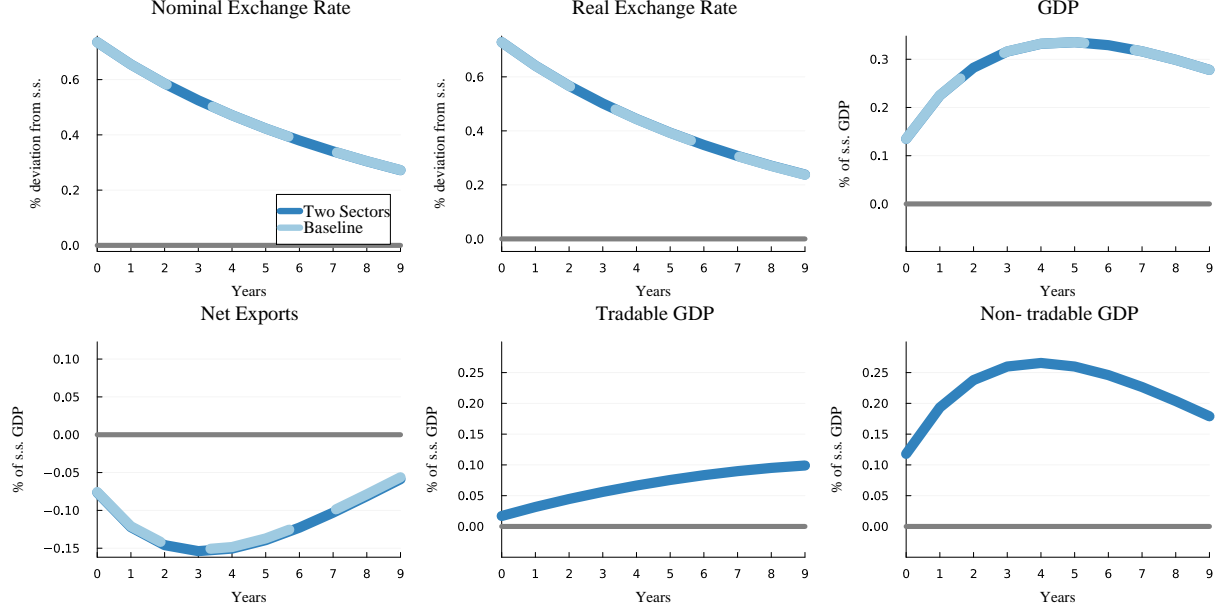 Nominal Exchange Rate
% deviation from s.s.
0.6
0.4
0.2
0.0
Two Sectors
Baseline
0 1 2 3 4 5 6 7 8 9
Years
Real Exchange Rate
% deviation from s.s.
0.6
0.4
0.2
0.0
0 1 2 3 4 5 6 7 8 9
Years
GDP
% of s.s. GDP
0.3
0.2
0.1
0.0
0 1 2 3 4 5 6 7 8 9
Years
Net Exports
% of s.s. GDP
0.10
0.05
0.00
−0.05
−0.10
−0.15
0 1 2 3 4 5 6 7 8 9
Years
Tradable GDP
% of s.s. GDP
0.25
0.20
0.15
0.10
0.05
0.00
0 1 2 3 4 5 6 7 8 9
Years
Non- tradable GDP
% of s.s. GDP
0.25
0.20
0.15
0.10
0.05
0.00
0 1 2 3 4 5 6 7 8 9
Years